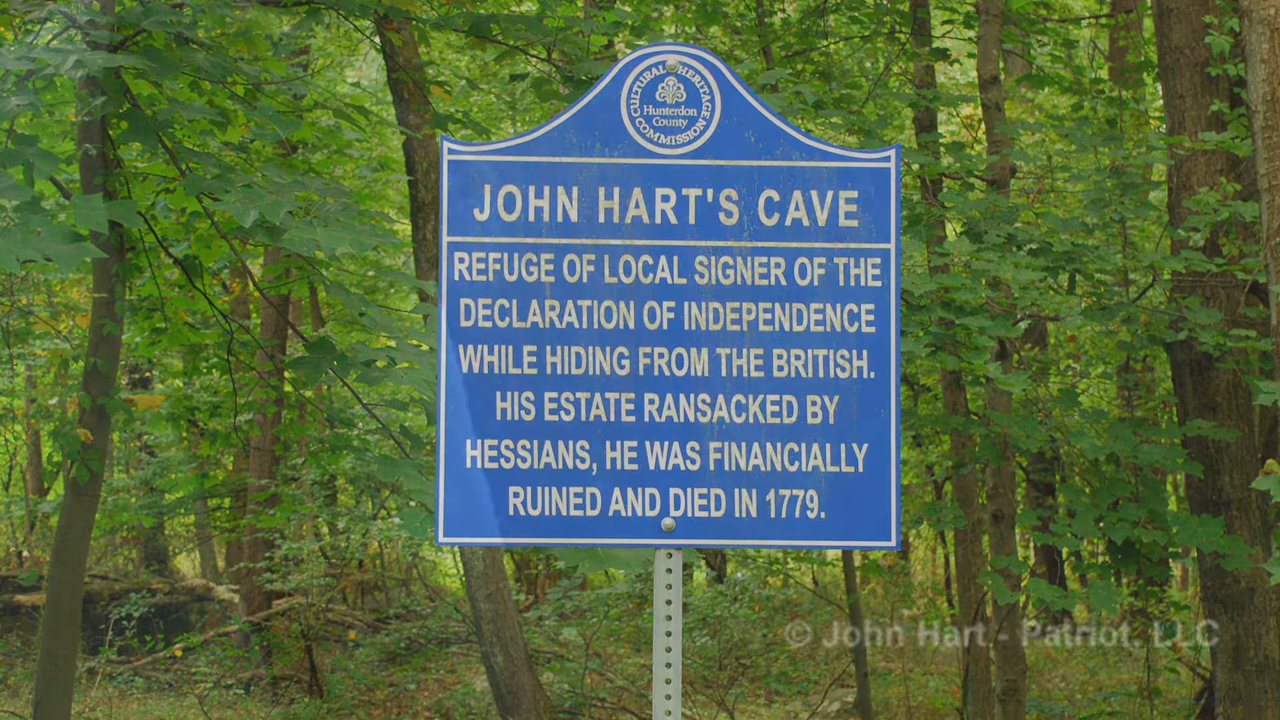 CULTURAL HERITAGE COMMISSION
Hunterdon
County
JOHN HART'S CAVE
REFUGE OF LOCAL SIGNER OF THE
DECLARATION OF INDEPENDENCE
WHILE HIDING FROM THE BRITISH.
HIS ESTATE RANSACKED BY
HESSIANS, HE WAS FINANCIALLY
RUINED AND DIED IN 1779.
© John Hart - Patriot, LLC